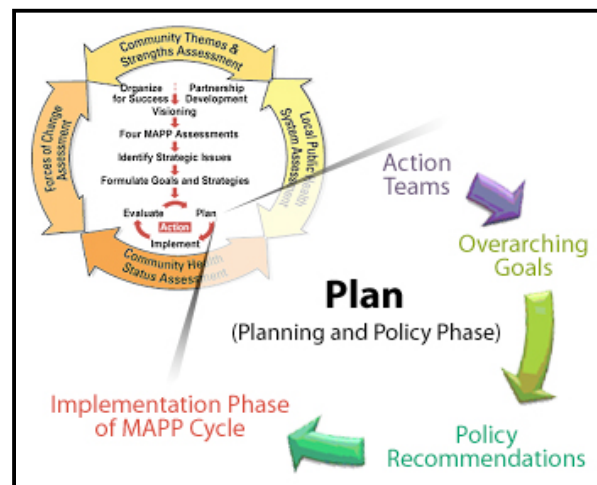 Community Themes &
Strengths Assessment
Organize
for Success
Partnership
Development
Visioning
Four MAPP Assessments
Identify Strategic Issues
Formulate Goals and Strategies
Evaluate
Plan
Action
Implement
Forces of Change
Assessment
Local Public Health
System Assessment
Community Health
Status Assessment
Action
Teams
Overarching
Goals
Plan
(Planning and Policy Phase)
Policy
Recommendations
Implementation Phase
of MAPP Cycle